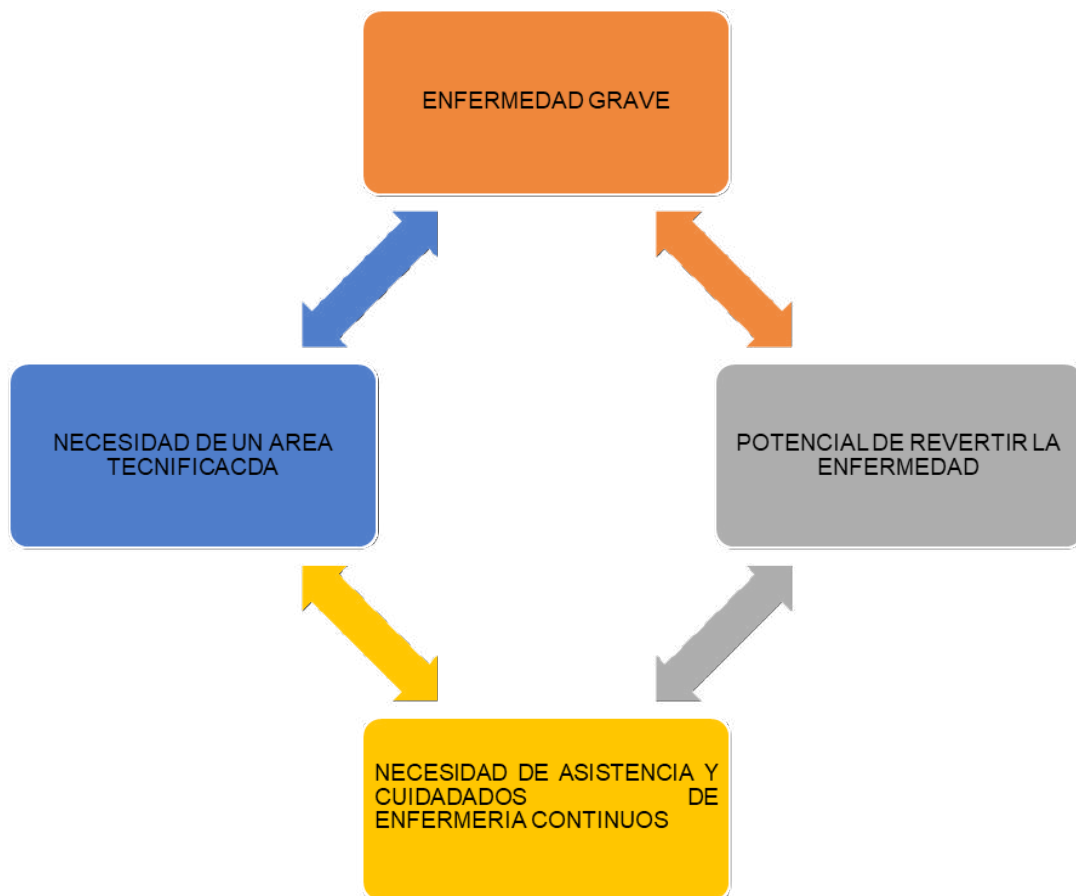 ENFERMEDAD GRAVE
NECESIDAD DE UN AREA
TECNIFICACDA
POTENCIAL DE REVERTIR LA
ENFERMEDAD
NECESIDAD DE ASISTENCIA Y
CUIDADADOS DE
ENFERMERIA CONTINUOS